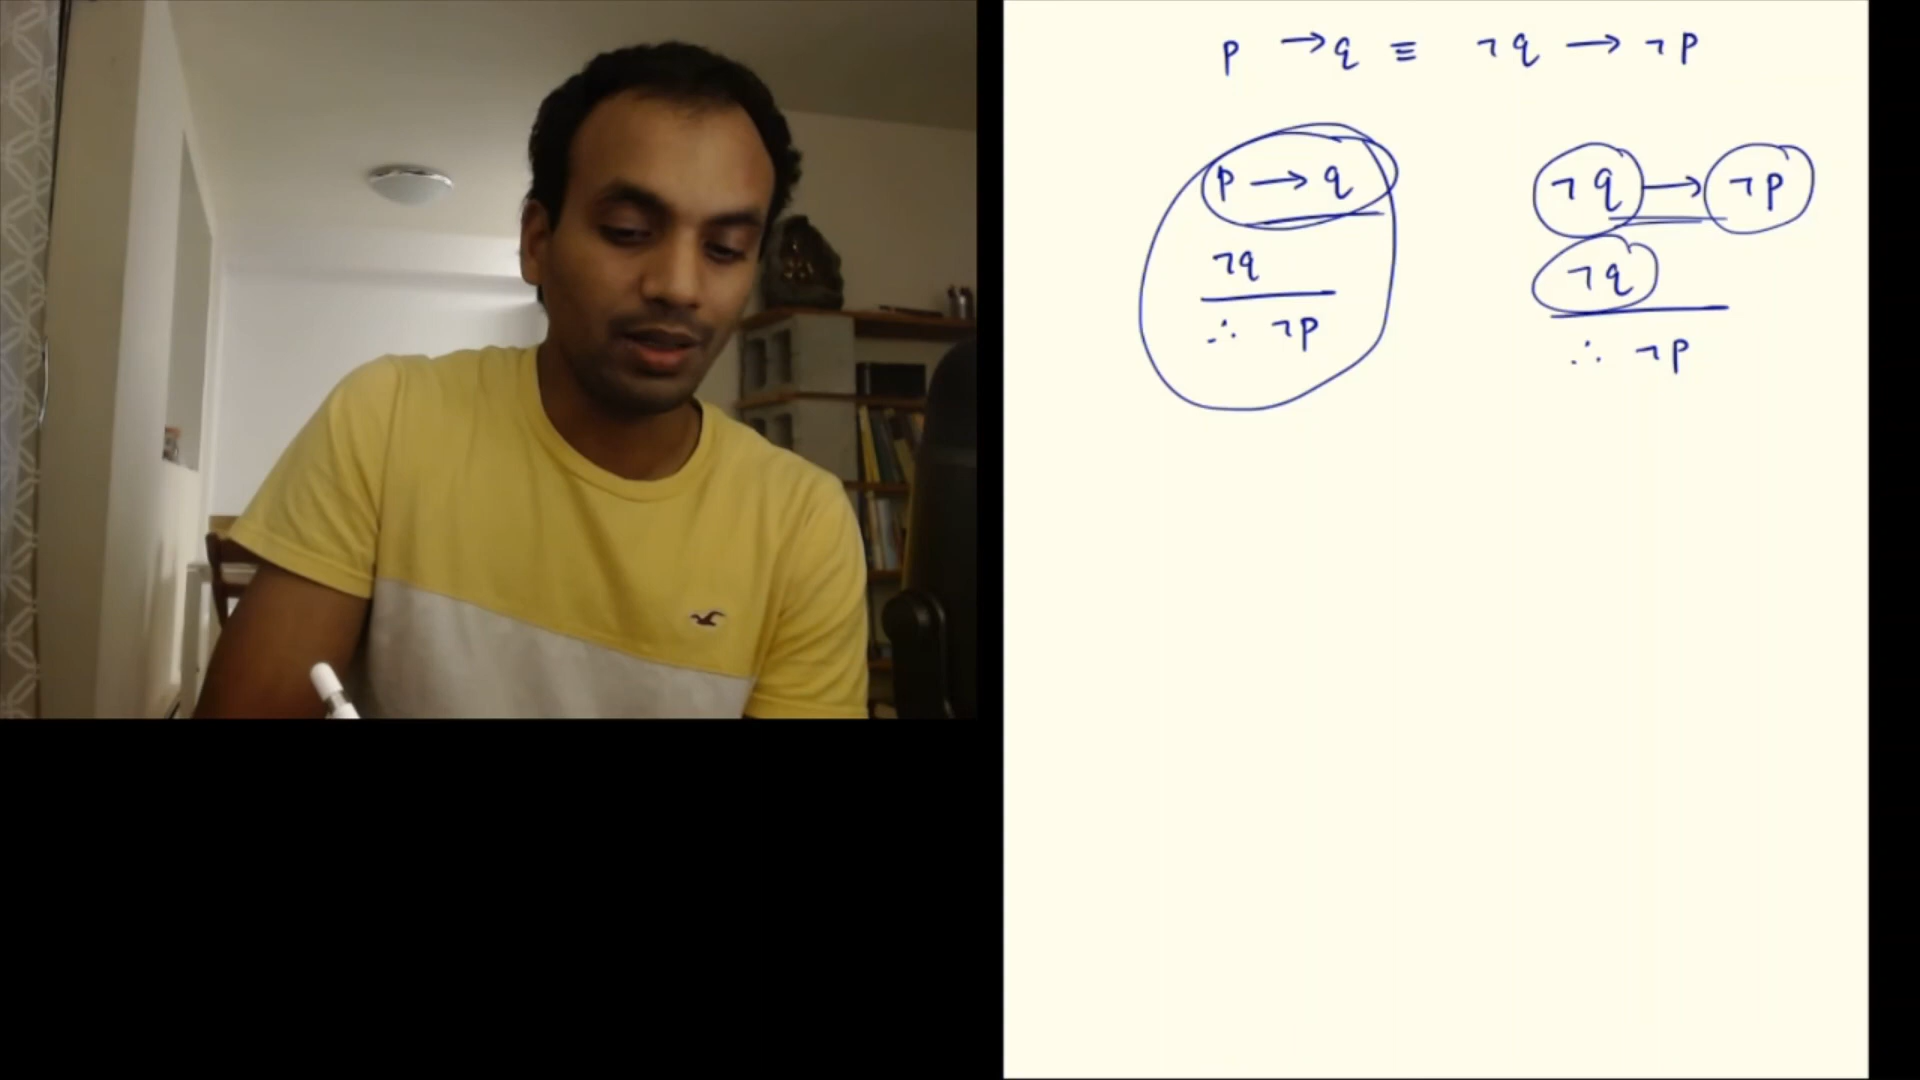 p → q ≡ ¬q → ¬p
p → q
¬q
∴ ¬p
¬q → ¬p
¬q
∴ ¬p